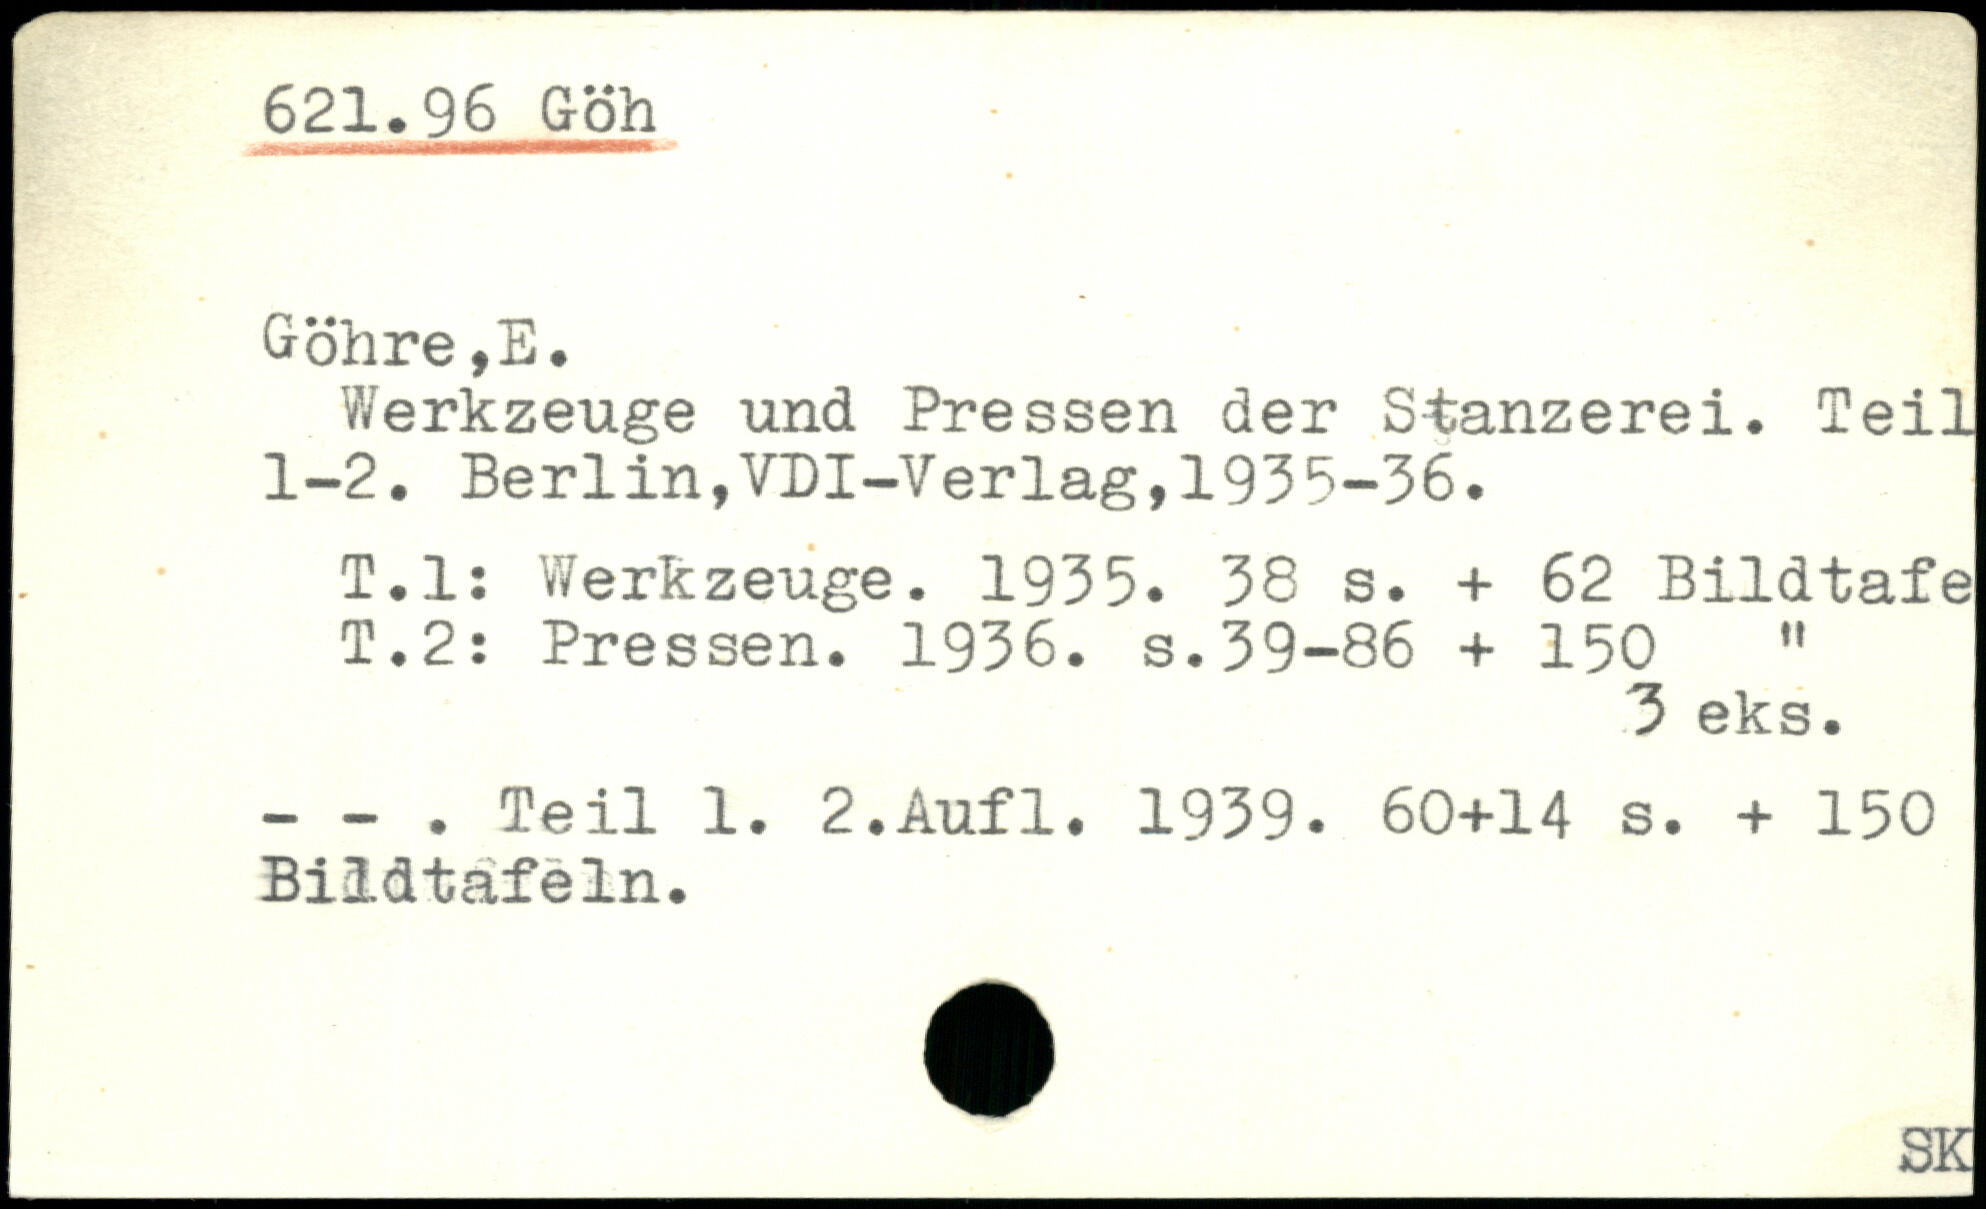 621.96 Göh
Göhre,E.
Werkzeuge und Pressen der Stanzerei. Teil
1-2. Berlin,VDI-Verlag,1935-36.
T.1: Werkzeuge. 1935. 38 s. + 62 Bildtafe
T.2: Pressen. 1936. s.39-86 + 150 "
3 eks.
- - . Teil 1. 2.Aufl. 1939. 60+14 s. + 150
Bildtafeln.
SK